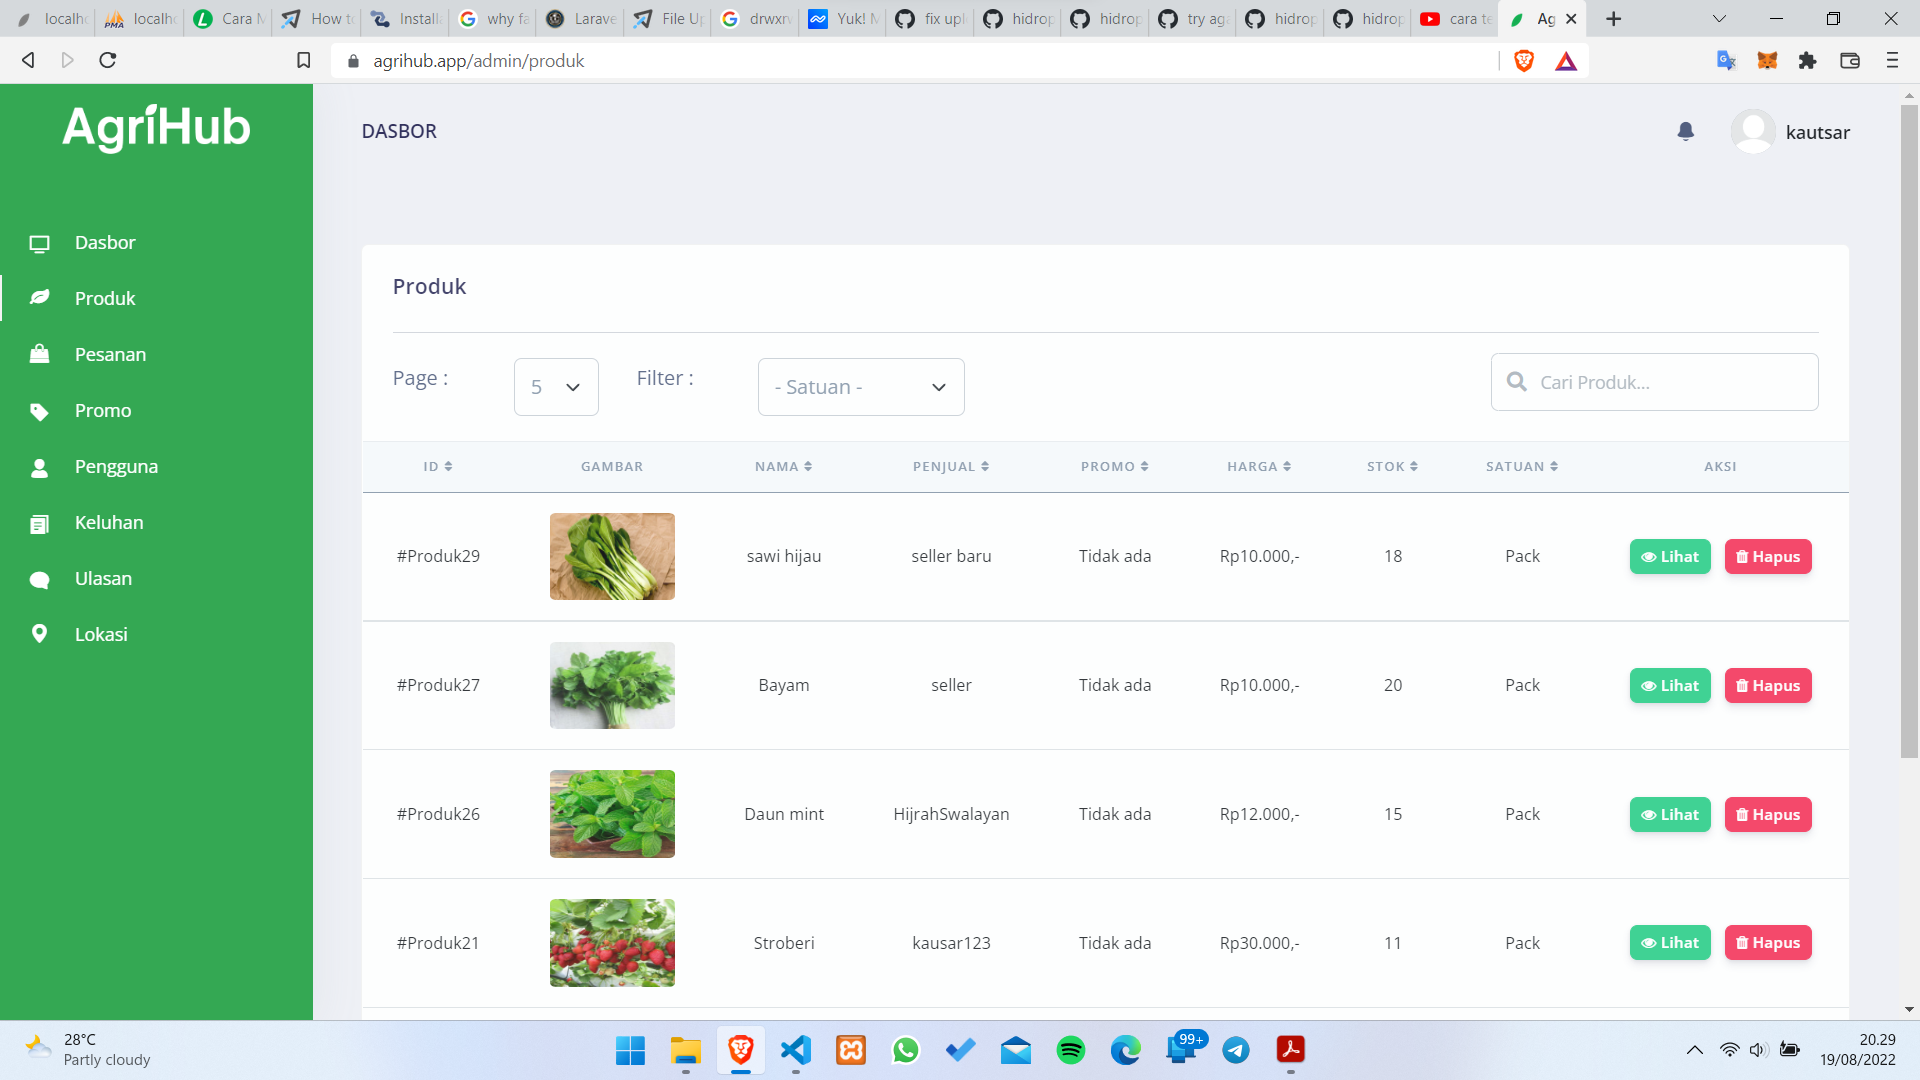 localho
localho
Cara M
How to
Installa
why fa
Larave
File Up
drwxrw
Yuk! M
fix upl
hidrop
hidrop
try aga
hidrop
hidrop
cara te
Ag
agrihub.app/admin/produk
AgriHub
DASBOR
kautsar
Dasbor
Produk
Pesanan
Promo
Pengguna
Keluhan
Ulasan
Lokasi
Produk
Page : 5 Filter : - Satuan - Cari Produk...
ID GAMBAR NAMA PENJUAL PROMO HARGA STOK SATUAN AKSI
#Produk29 sawi hijau seller baru Tidak ada Rp10.000,- 18 Pack Lihat Hapus
#Produk27 Bayam seller Tidak ada Rp10.000,- 20 Pack Lihat Hapus
#Produk26 Daun mint HijrahSwalayan Tidak ada Rp12.000,- 15 Pack Lihat Hapus
#Produk21 Stroberi kausar123 Tidak ada Rp30.000,- 11 Pack Lihat Hapus
28°C
Partly cloudy
99+
20.29
19/08/2022